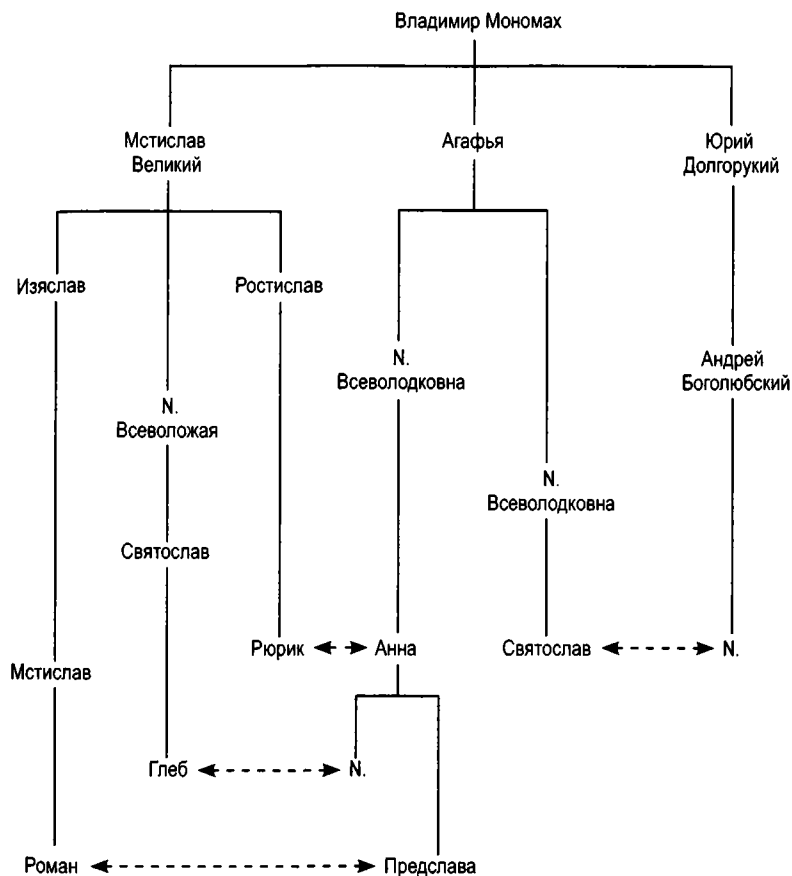 Владимир Мономах
Мстислав
Великий
Агафья
Юрий
Долгорукий
Изяслав
Ростислав
N.
Всеволодковна
Андрей
Боголюбский
N.
Всеволожая
N.
Всеволодковна
Святослав
Рюрик
Анна
Святослав
N.
Мстислав
Глеб
N.
Роман
Предслава